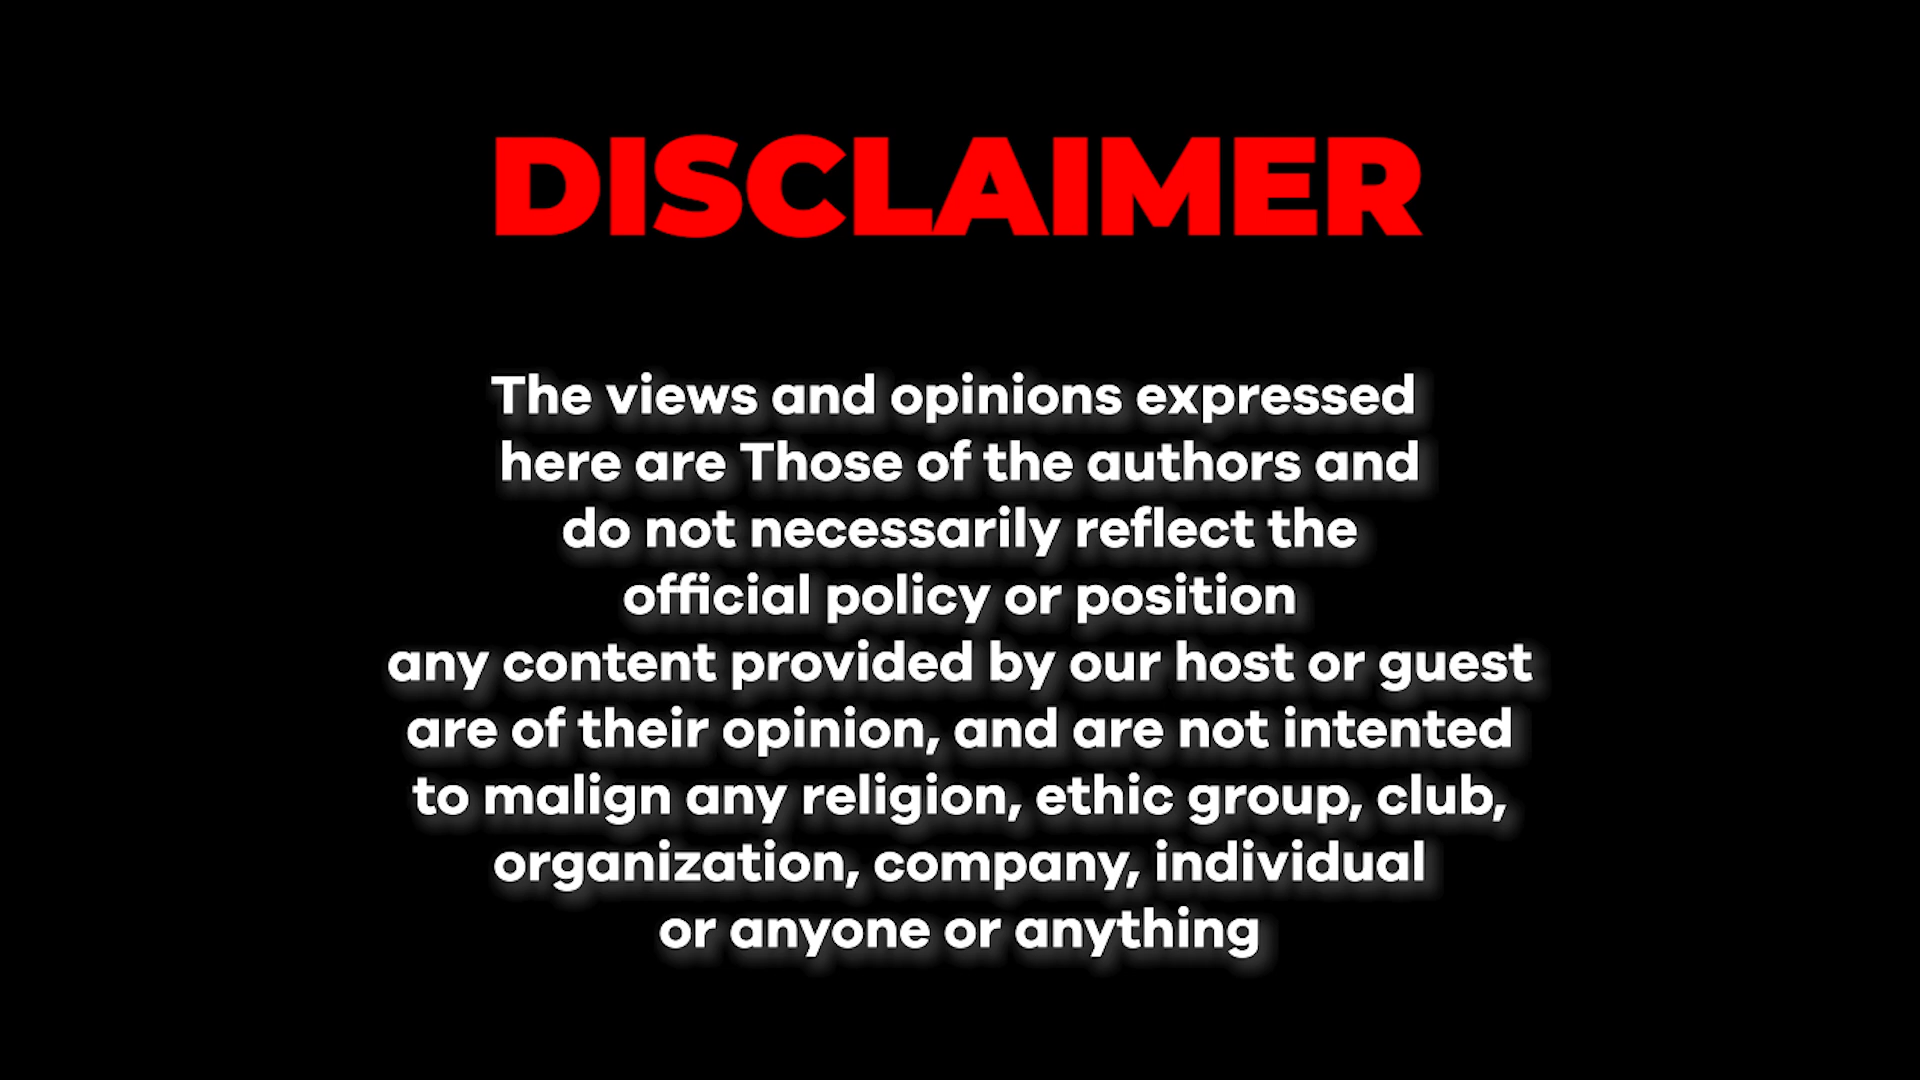 DISCLAIMER
The views and opinions expressed
here are Those of the authors and
do not necessarily reflect the
official policy or position
any content provided by our host or guest
are of their opinion, and are not intented
to malign any religion, ethic group, club,
organization, company, individual
or anyone or anything